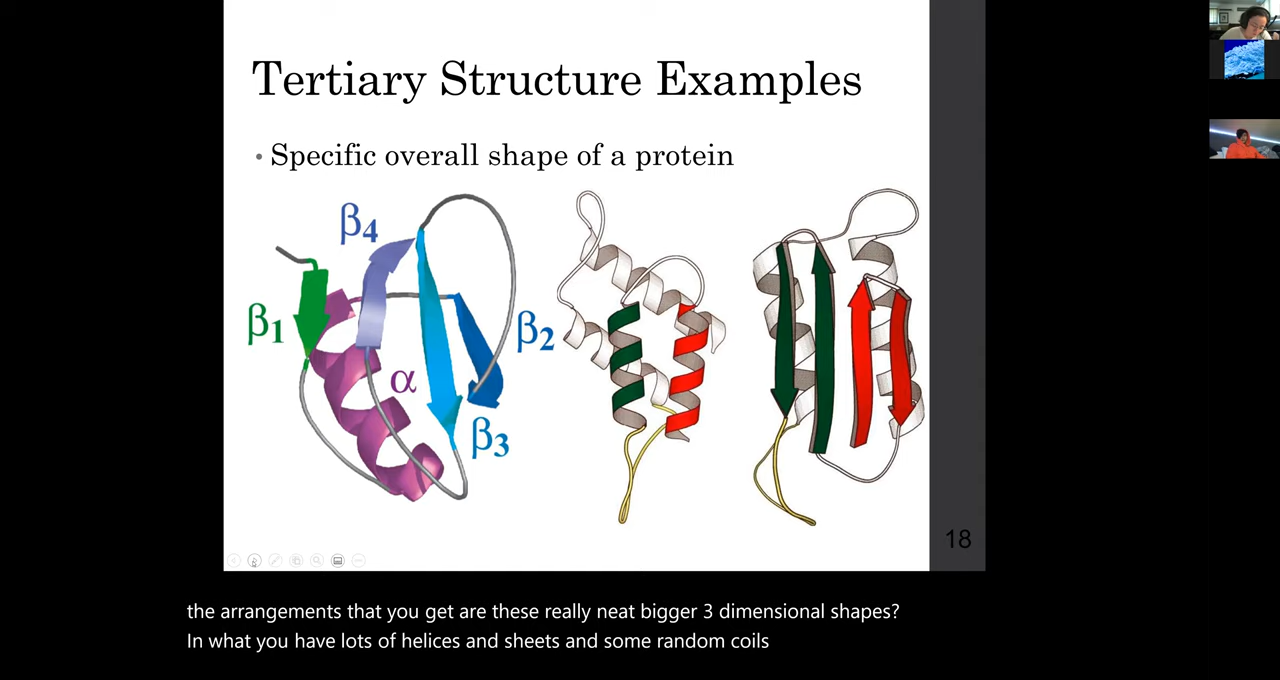 Tertiary Structure Examples
• Specific overall shape of a protein
β4
β1
β2
α
β3
18
the arrangements that you get are these really neat bigger 3 dimensional shapes?
In what you have lots of helices and sheets and some random coils